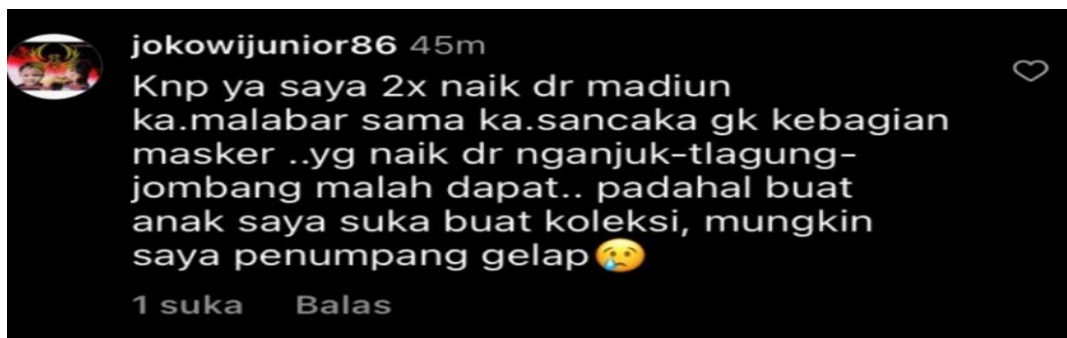 jokowijunior86 45m
Knp ya saya 2x naik dr madiun
ka.malabar sama ka.sancaka gk kebagian
masker ..yg naik dr nganjuk-tlagung-
jombang malah dapat.. padahal buat
anak saya suka buat koleksi, mungkin
saya penumpang gelap😢
1 suka Balas